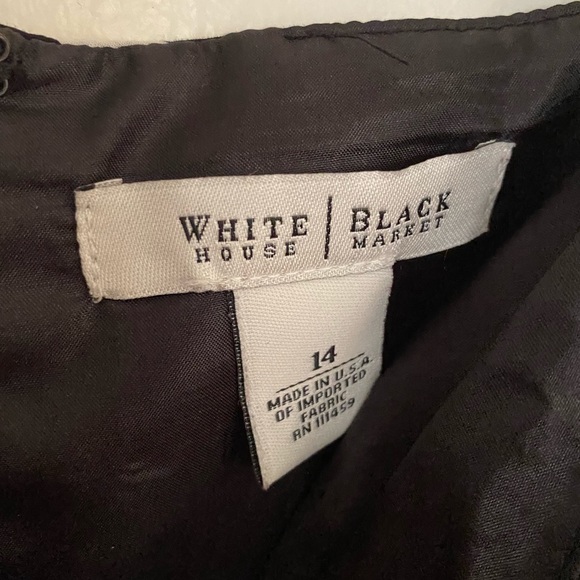 WHITE | BLACK
HOUSE | MARKET
14
MADE IN U.S.A.
OF IMPORTED
FABRIC
RN 111459